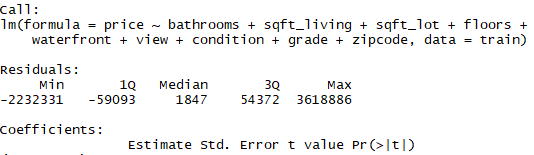 Call:
lm(formula = price ~ bathrooms + sqft_living + sqft_lot + floors +
    waterfront + view + condition + grade + zipcode, data = train)
Residuals:
     Min       1Q   Median       3Q      Max
-2232331   -59093     1847    54372  3618886
Coefficients:
                Estimate Std. Error t value Pr(>|t|)